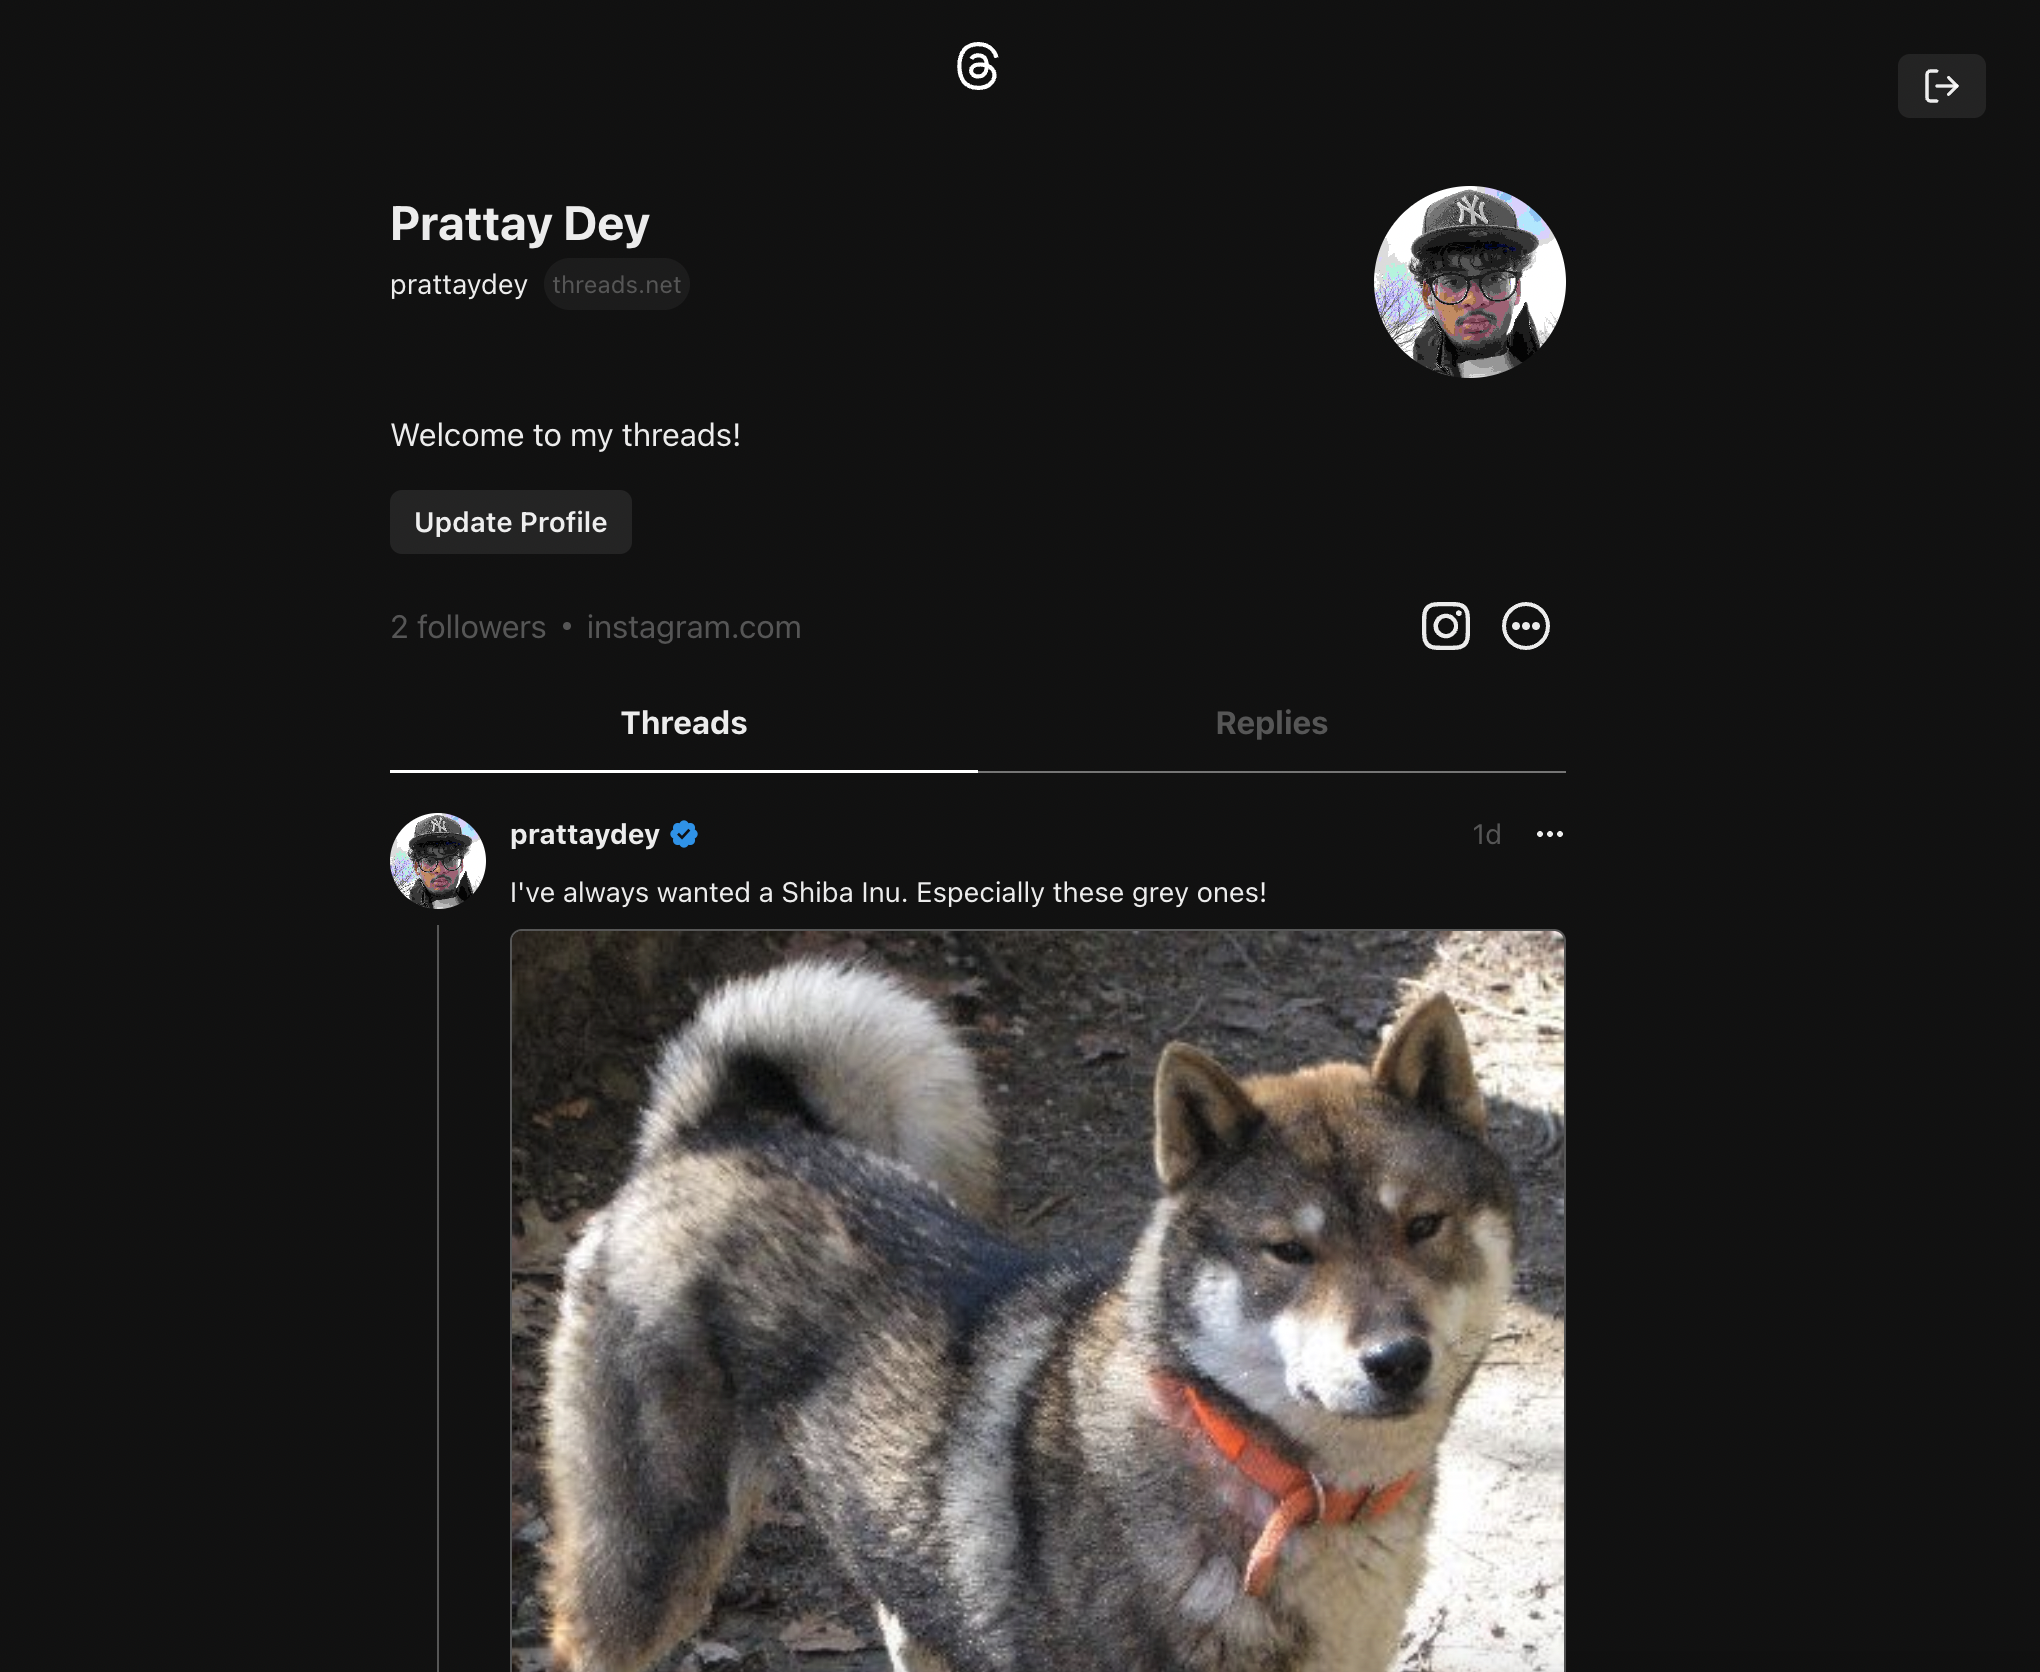 Prattay Dey
prattaydey threads.net
Welcome to my threads!
Update Profile
2 followers • instagram.com
Threads Replies
prattaydey 1d
I've always wanted a Shiba Inu. Especially these grey ones!